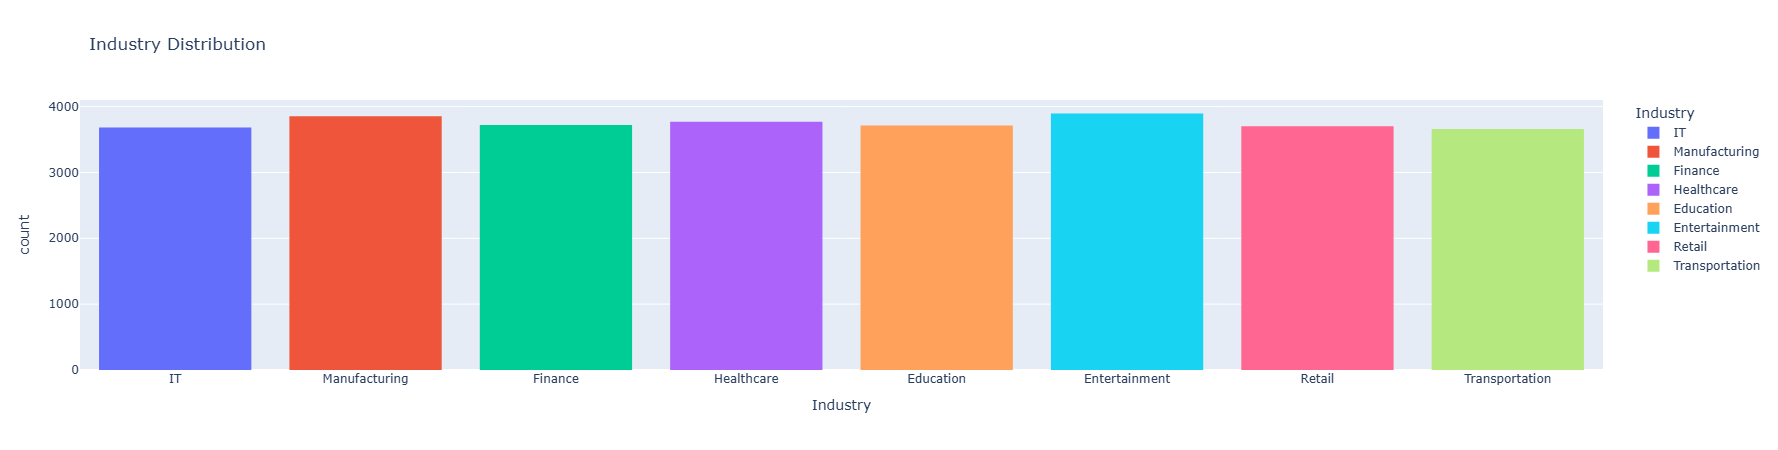 Industry Distribution
4000
3000
2000
1000
0
count
IT
Manufacturing
Finance
Healthcare
Education
Entertainment
Retail
Transportation
Industry
Industry
IT
Manufacturing
Finance
Healthcare
Education
Entertainment
Retail
Transportation